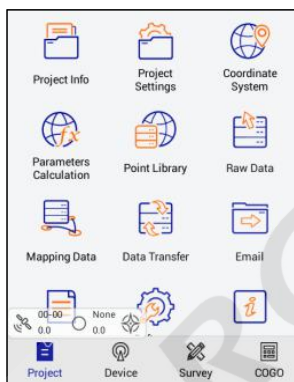 Project Info
Project
Settings
Coordinate
System
Parameters
Calculation
Point Library
Raw Data
Mapping Data
Data Transfer
Email
00-00
None
0.0
0.0
Project
Device
Survey
COGO